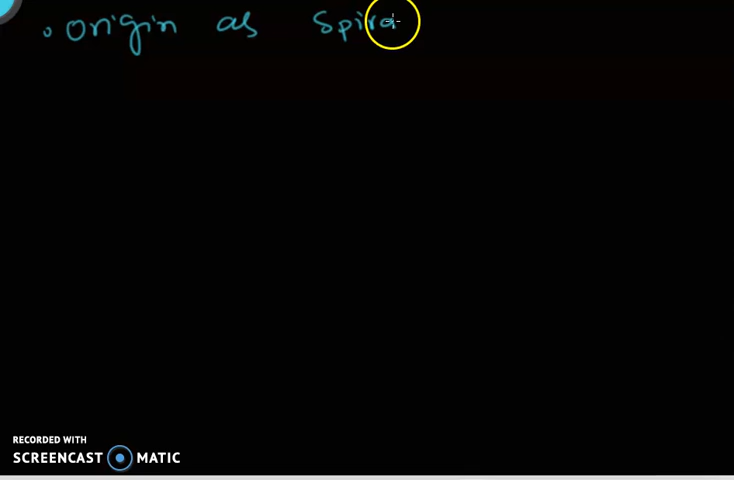 . origin as Spira
RECORDED WITH
SCREENCAST MATIC